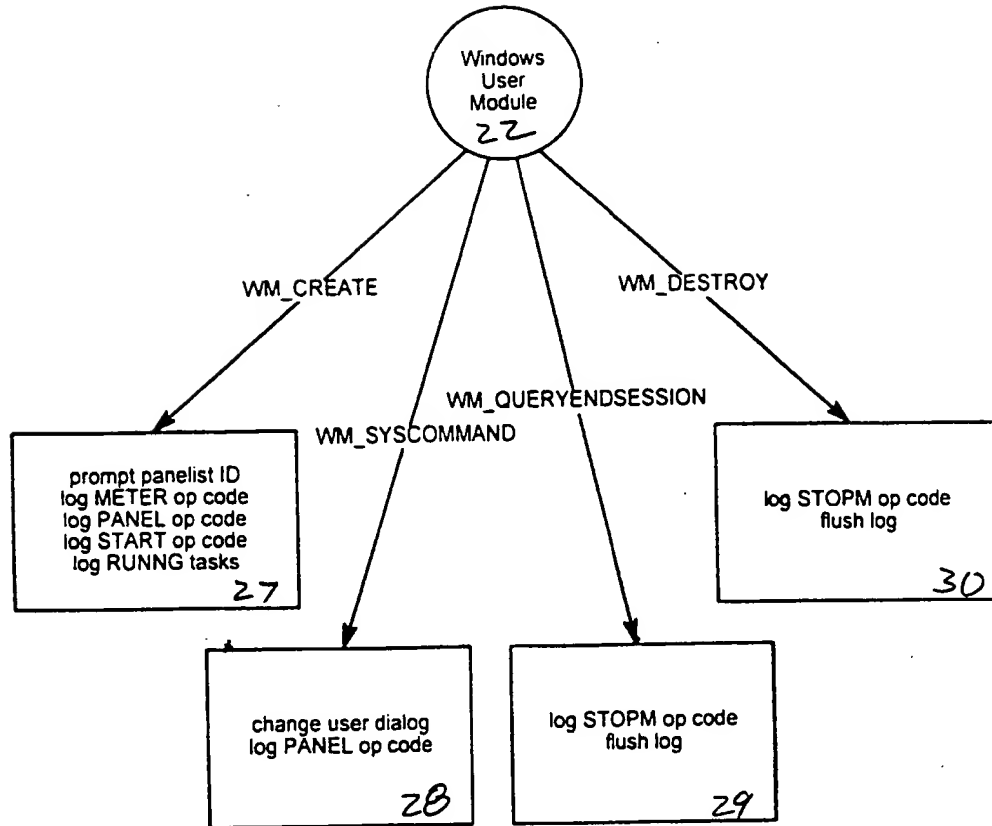 Windows
User
Module
22
WM_CREATE
WM_DESTROY
WM_QUERYENDSESSION
WM_SYSCOMMAND
prompt panelist ID
log METER op code
log PANEL op code
log START op code
log RUNNG tasks
27
log STOPM op code
flush log
30
change user dialog
log PANEL op code
28
log STOPM op code
flush log
29